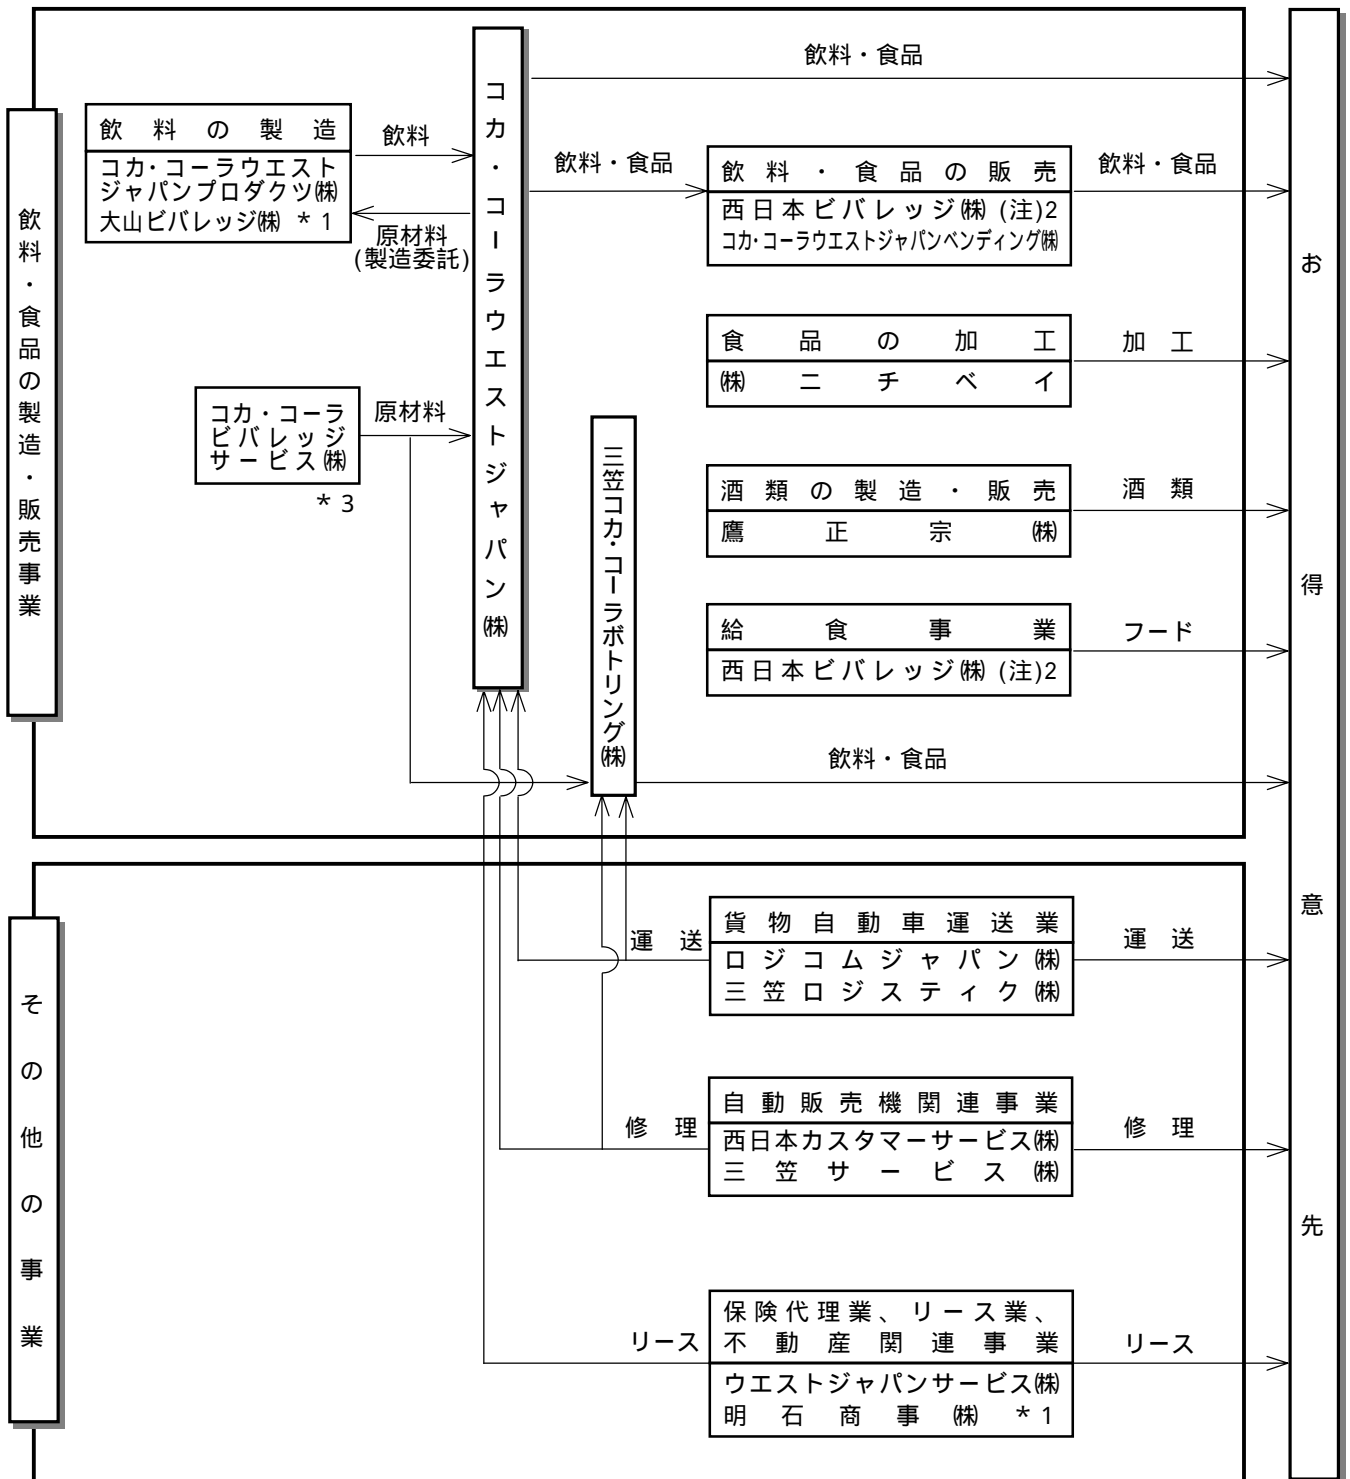 飲料・食品の製造・販売事業
飲料の製造
コカ・コーラウエスト
ジャパンプロダクツ㈱
大山ビバレッジ㈱ *1
飲料
原材料
(製造委託)
コカ・コーラ
ビバレッジ
サービス㈱
*3
原材料
コカ・コーラウエストジャパン㈱
三笠コカ・コーラボトリング㈱
飲料・食品
飲料・食品
飲料・食品の販売
西日本ビバレッジ㈱ (注)2
コカ・コーラウエストジャパンベンディング㈱
飲料・食品
食品の加工
㈱ニチベイ
加工
酒類の製造・販売
鷹正宗㈱
酒類
給食事業
西日本ビバレッジ㈱ (注)2
フード
飲料・食品
お得意先
その他の事業
運送
貨物自動車運送業
ロジコムジャパン㈱
三笠ロジスティク㈱
運送
修理
自動販売機関連事業
西日本カスタマーサービス㈱
三笠サービス㈱
修理
リース
保険代理業、リース業、
不動産関連事業
ウエストジャパンサービス㈱
明石商事㈱ *1
リース